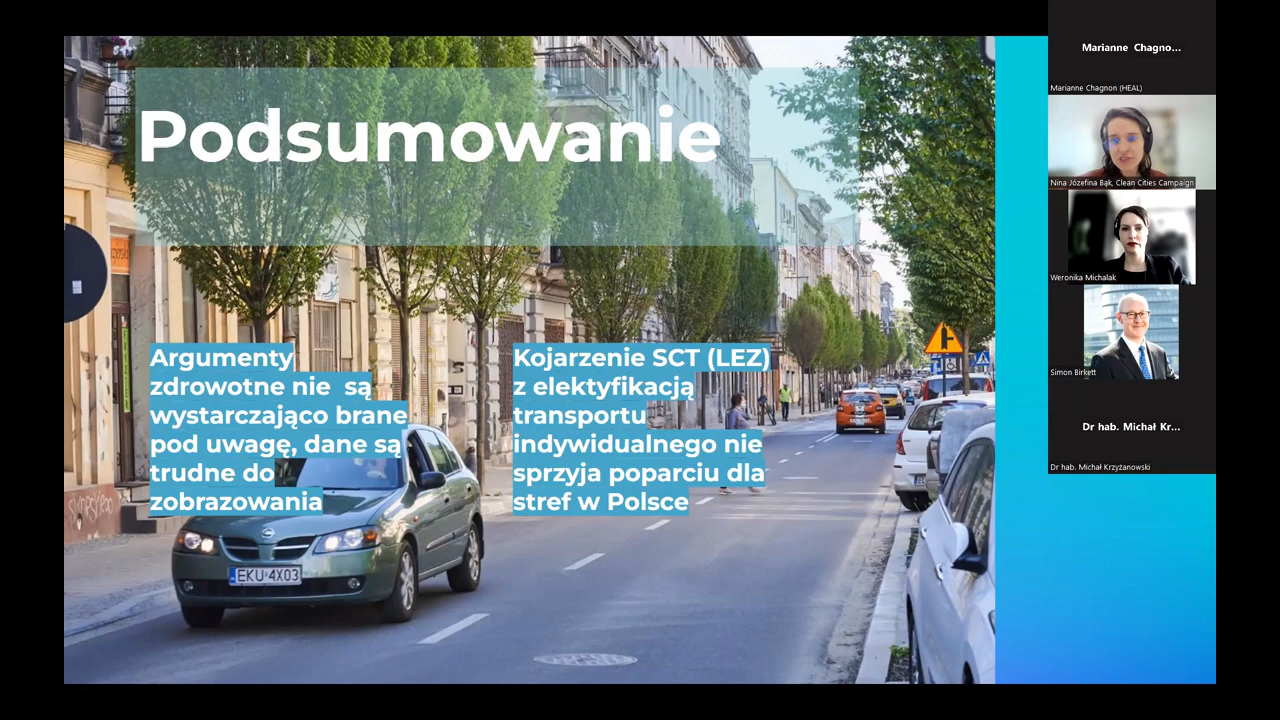 Podsumowanie
Argumenty
zdrowotne nie są
wystarczająco brane
pod uwagę, dane są
trudne do
zobrazowania
Kojarzenie SCT (LEZ)
z elektyfikacją
transportu
indywidualnego nie
sprzyja poparciu dla
stref w Polsce
EKU 4X03
Marianne Chagno...
Marianne Chagnon (HEAL)
Nina Józefina Bąk, Clean Cities Campaign
Weronika Michalak
Simon Birkett
Dr hab. Michał Kr...
Dr hab. Michał Krzyżanowski